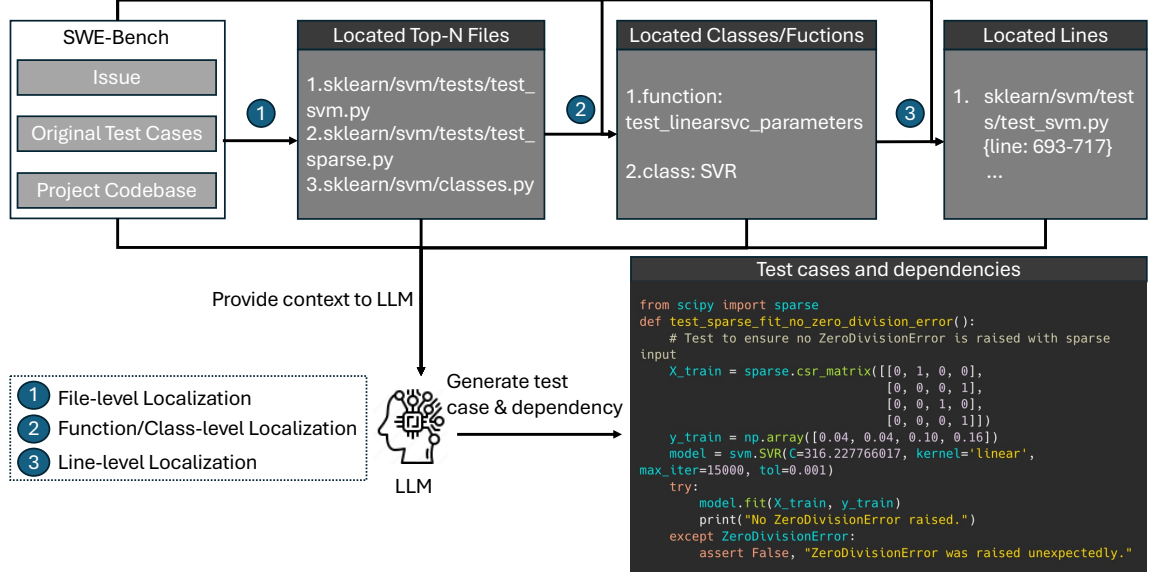 SWE-Bench
Issue
Original Test Cases
Project Codebase
1
Located Top-N Files
1.sklearn/svm/tests/test_
svm.py
2.sklearn/svm/tests/test_
sparse.py
3.sklearn/svm/classes.py
2
Located Classes/Fuctions
1.function:
test_linearsvc_parameters
2.class: SVR
3
Located Lines
1. sklearn/svm/test
s/test_svm.py
{line: 693-717}
...
Provide context to LLM
1 File-level Localization
2 Function/Class-level Localization
3 Line-level Localization
LLM
Generate test
case & dependency
Test cases and dependencies
from scipy import sparse
def test_sparse_fit_no_zero_division_error():
# Test to ensure no ZeroDivisionError is raised with sparse
input
X_train = sparse.csr_matrix([[0, 1, 0, 0],
[0, 0, 0, 1],
[0, 0, 1, 0],
[0, 0, 0, 1]])
y_train = np.array([0.04, 0.04, 0.10, 0.16])
model = svm.SVR(C=316.227766017, kernel='linear',
max_iter=15000, tol=0.001)
try:
model.fit(X_train, y_train)
print("No ZeroDivisionError raised.")
except ZeroDivisionError:
assert False, "ZeroDivisionError was raised unexpectedly."